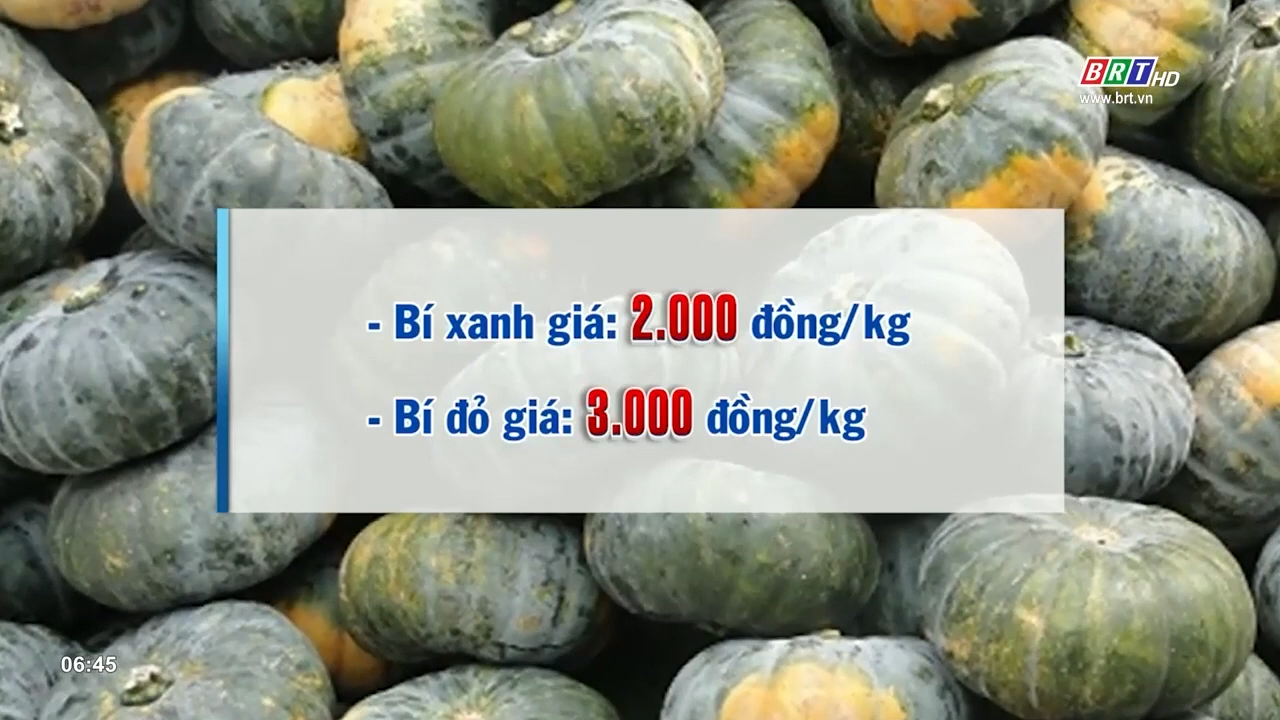 BRT HD
www.brt.vn
- Bí xanh giá: 2.000 đồng/kg
- Bí đỏ giá: 3.000 đồng/kg
06:45